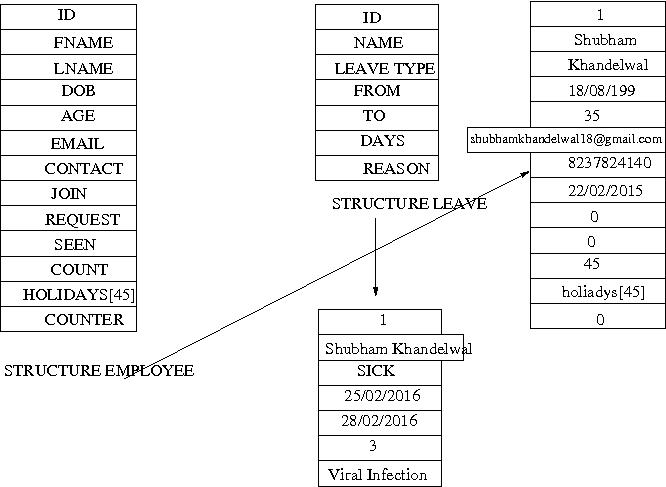 ID
FNAME
LNAME
DOB
AGE
EMAIL
CONTACT
JOIN
REQUEST
SEEN
COUNT
HOLIDAYS[45]
COUNTER
STRUCTURE EMPLOYEE
ID
NAME
LEAVE TYPE
FROM
TO
DAYS
REASON
STRUCTURE LEAVE
1
Shubham Khandelwal
SICK
25/02/2016
28/02/2016
3
Viral Infection
1
Shubham
Khandelwal
18/08/199
35
shubhamkhandelwal18@gmail.com
8237824140
22/02/2015
0
0
45
holiadys[45]
0